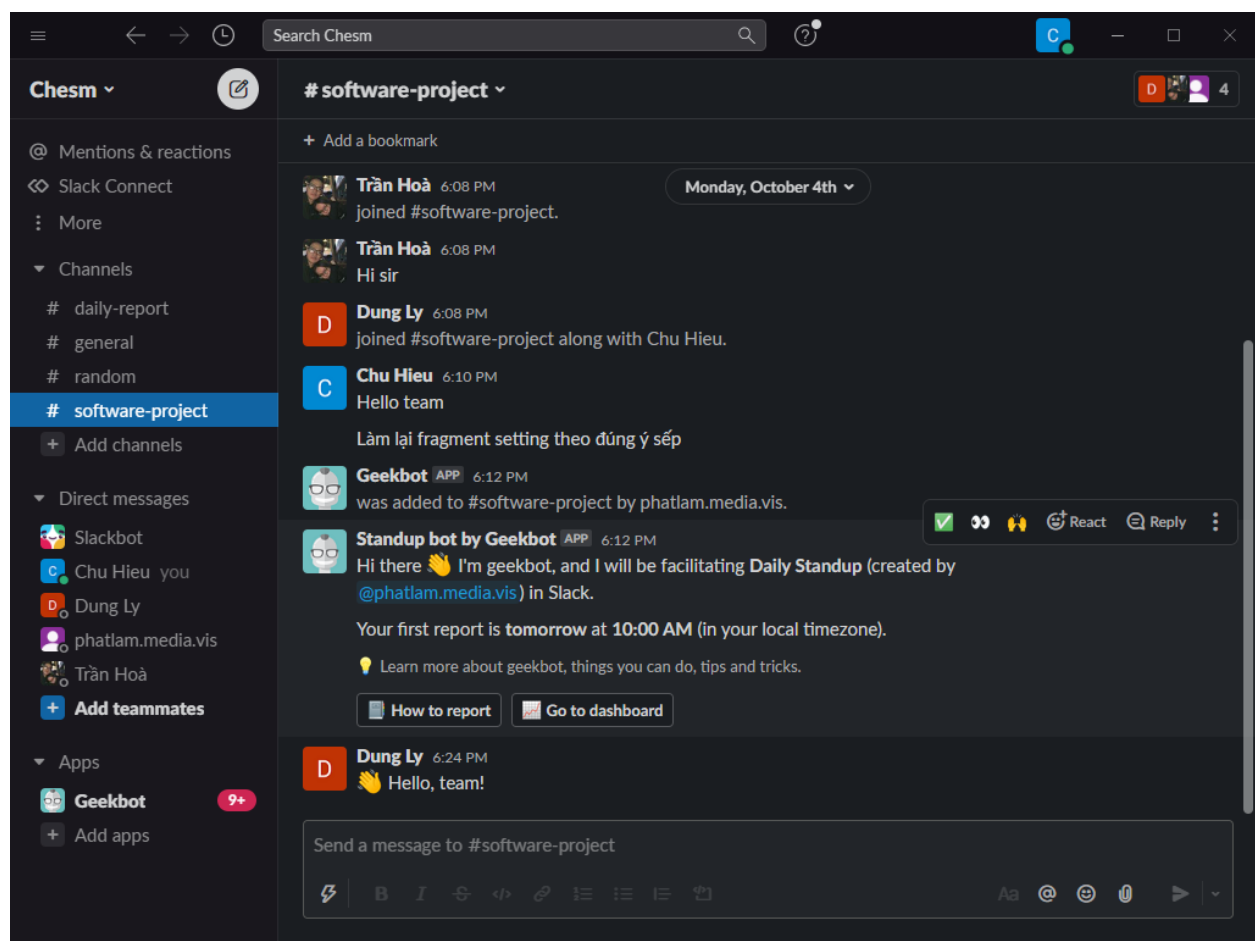 Search Chesm
C
Chesm
# software-project
D
4
@ Mentions & reactions
Slack Connect
More
Channels
# daily-report
# general
# random
# software-project
+ Add channels
Direct messages
Slackbot
C Chu Hieu you
D Dung Ly
phatlam.media.vis
Trần Hoà
+ Add teammates
Apps
Geekbot 9+
+ Add apps
+ Add a bookmark
Monday, October 4th
Trần Hoà 6:08 PM
joined #software-project.
Trần Hoà 6:08 PM
Hi sir
D
Dung Ly 6:08 PM
joined #software-project along with Chu Hieu.
C
Chu Hieu 6:10 PM
Hello team
Làm lại fragment setting theo đúng ý sếp
Geekbot APP 6:12 PM
was added to #software-project by phatlam.media.vis.
React Reply
Standup bot by Geekbot APP 6:12 PM
Hi there 👋 I'm geekbot, and I will be facilitating Daily Standup (created by
@phatlam.media.vis) in Slack.
Your first report is tomorrow at 10:00 AM (in your local timezone).
💡 Learn more about geekbot, things you can do, tips and tricks.
How to report Go to dashboard
D
Dung Ly 6:24 PM
👋 Hello, team!
Send a message to #software-project
B I S </> Aa @